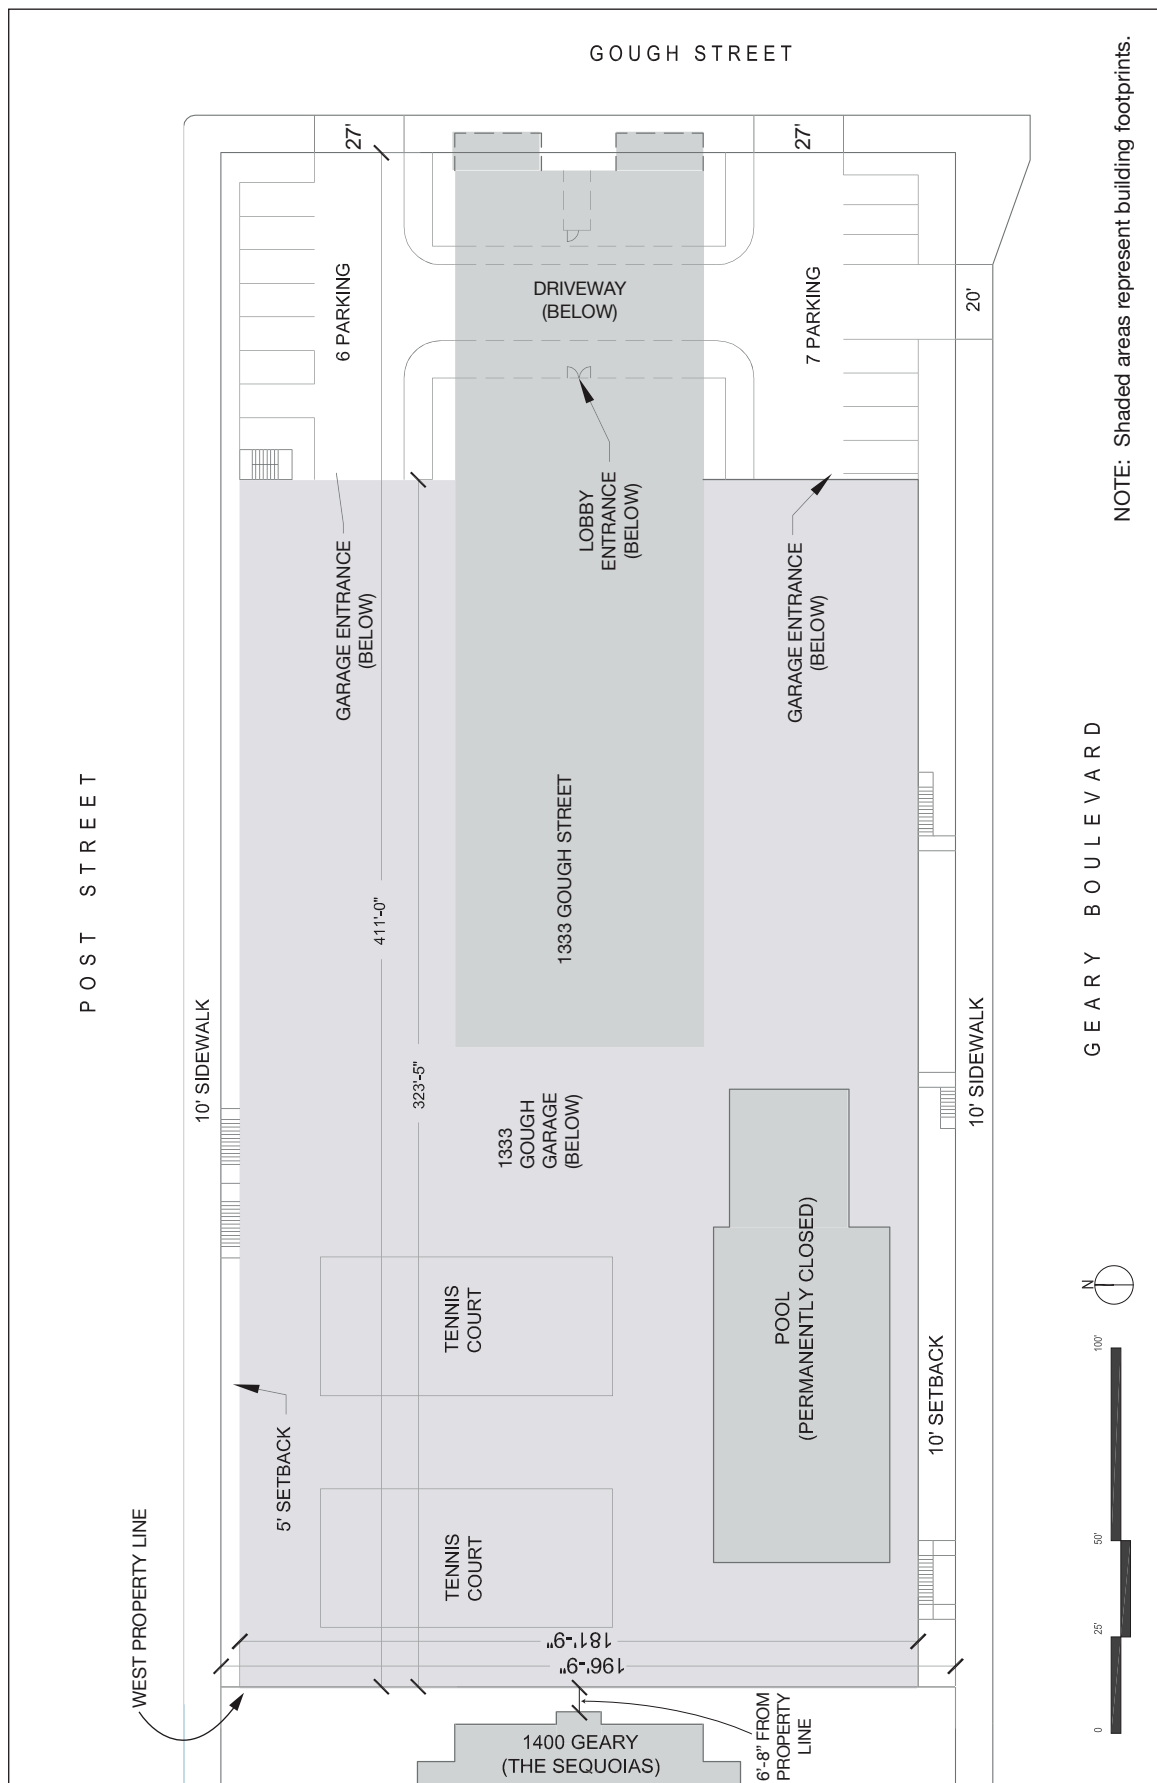 GOUGH STREET
NOTE: Shaded areas represent building footprints.
27'
27'
6 PARKING
DRIVEWAY
(BELOW)
7 PARKING
20'
LOBBY
ENTRANCE
(BELOW)
GARAGE ENTRANCE
(BELOW)
GARAGE ENTRANCE
(BELOW)
POST STREET
GEARY BOULEVARD
1333 GOUGH STREET
411'-0"
323'-5"
10' SIDEWALK
10' SIDEWALK
1333
GOUGH
GARAGE
(BELOW)
TENNIS
COURT
POOL
(PERMANENTLY CLOSED)
N
10' SETBACK
5' SETBACK
TENNIS
COURT
0
25'
50'
100'
WEST PROPERTY LINE
181'-9"
196'-9"
6'-8" FROM
PROPERTY
LINE
1400 GEARY
(THE SEQUOIAS)